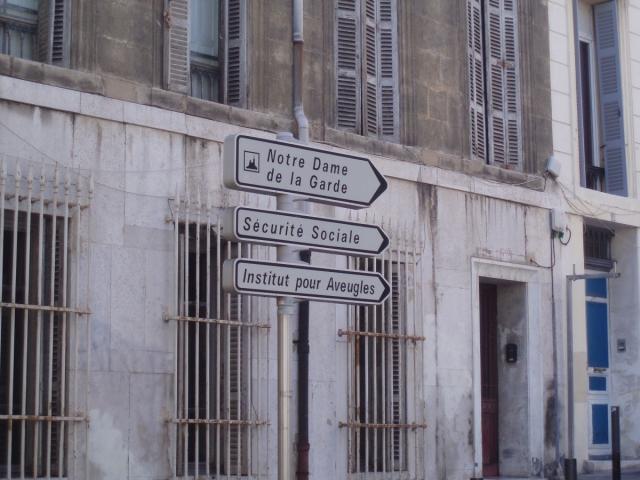 Notre Dame
de la Garde
Sécurité Sociale
Institut pour Aveugles